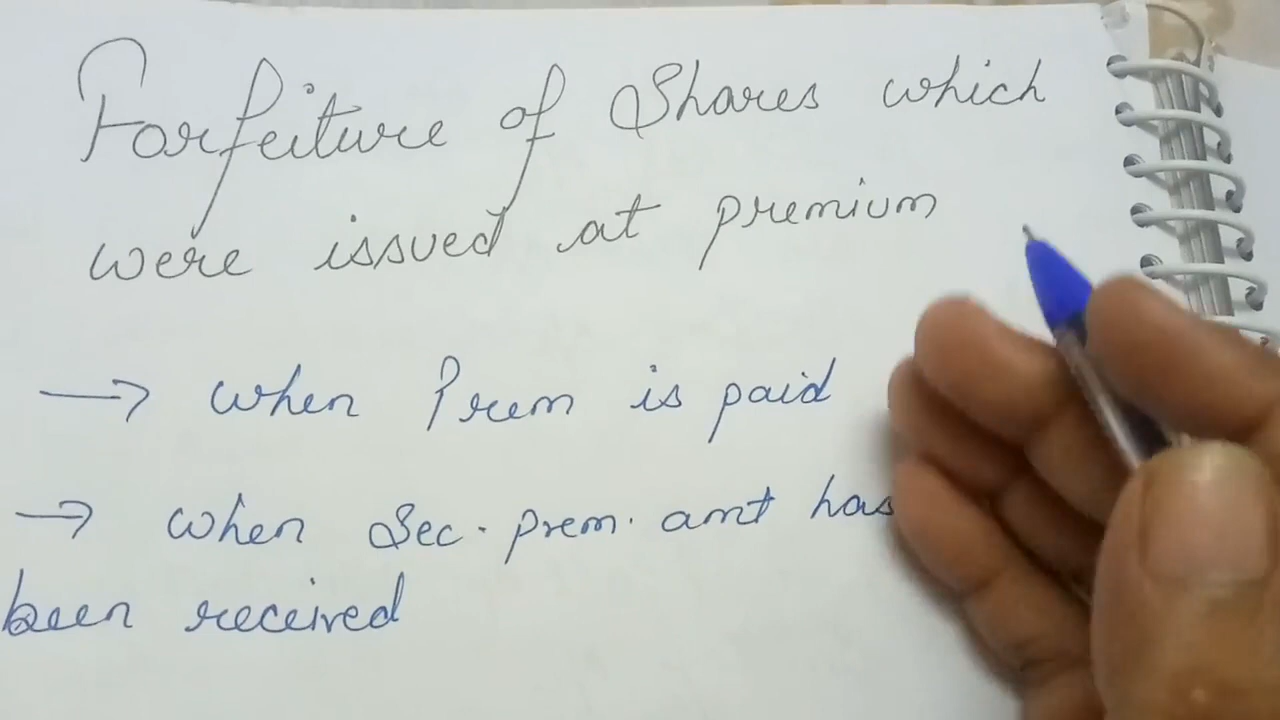 Forfeiture of Shares which
were issued at premium
→ when Prem is paid
→ when Sec. prem. amt has
been received